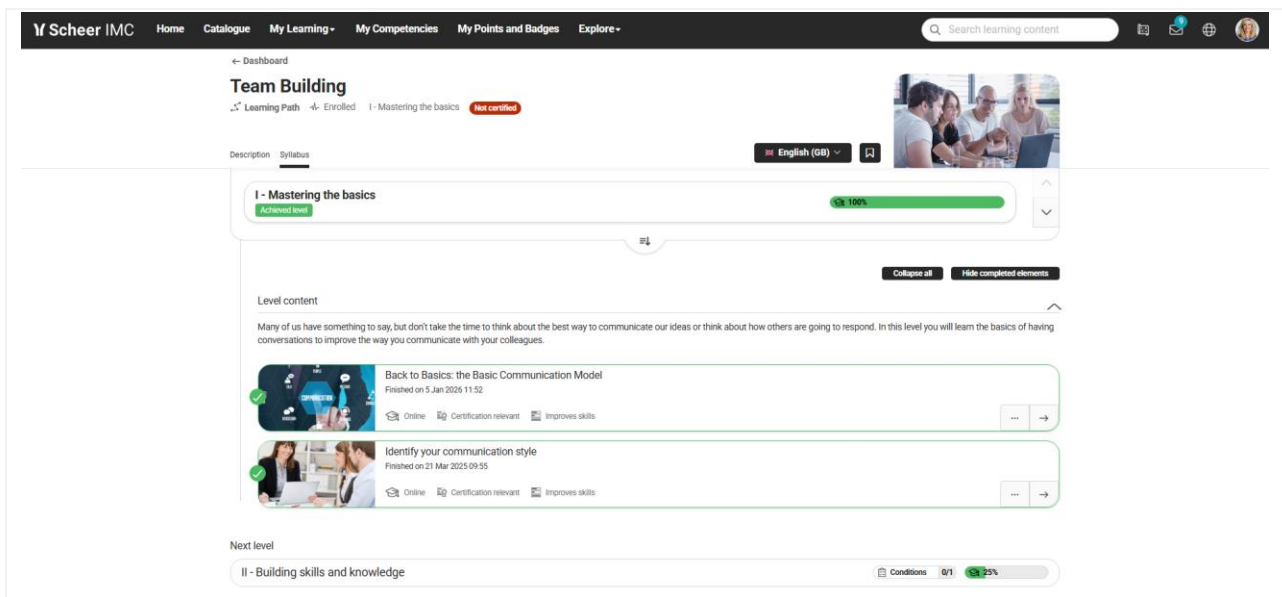 Scheer IMC Home Catalogue My Learning My Competencies My Points and Badges Explore Search learning content 9
← Dashboard
Team Building
Learning Path Enrolled I - Mastering the basics Not certified
Description Syllabus English (GB)
I - Mastering the basics
Achieved level 100%
Collapse all Hide completed elements
Level content
Many of us have something to say, but don't take the time to think about the best way to communicate our ideas or think about how others are going to respond. In this level you will learn the basics of having
conversations to improve the way you communicate with your colleagues.
COMMUNICATION
Back to Basics: the Basic Communication Model
Finished on 5 Jan 2026 11:52
Online Certification relevant Improves skills
Identify your communication style
Finished on 21 Mar 2025 09:55
Online Certification relevant Improves skills
Next level
II - Building skills and knowledge Conditions 0/1 25%